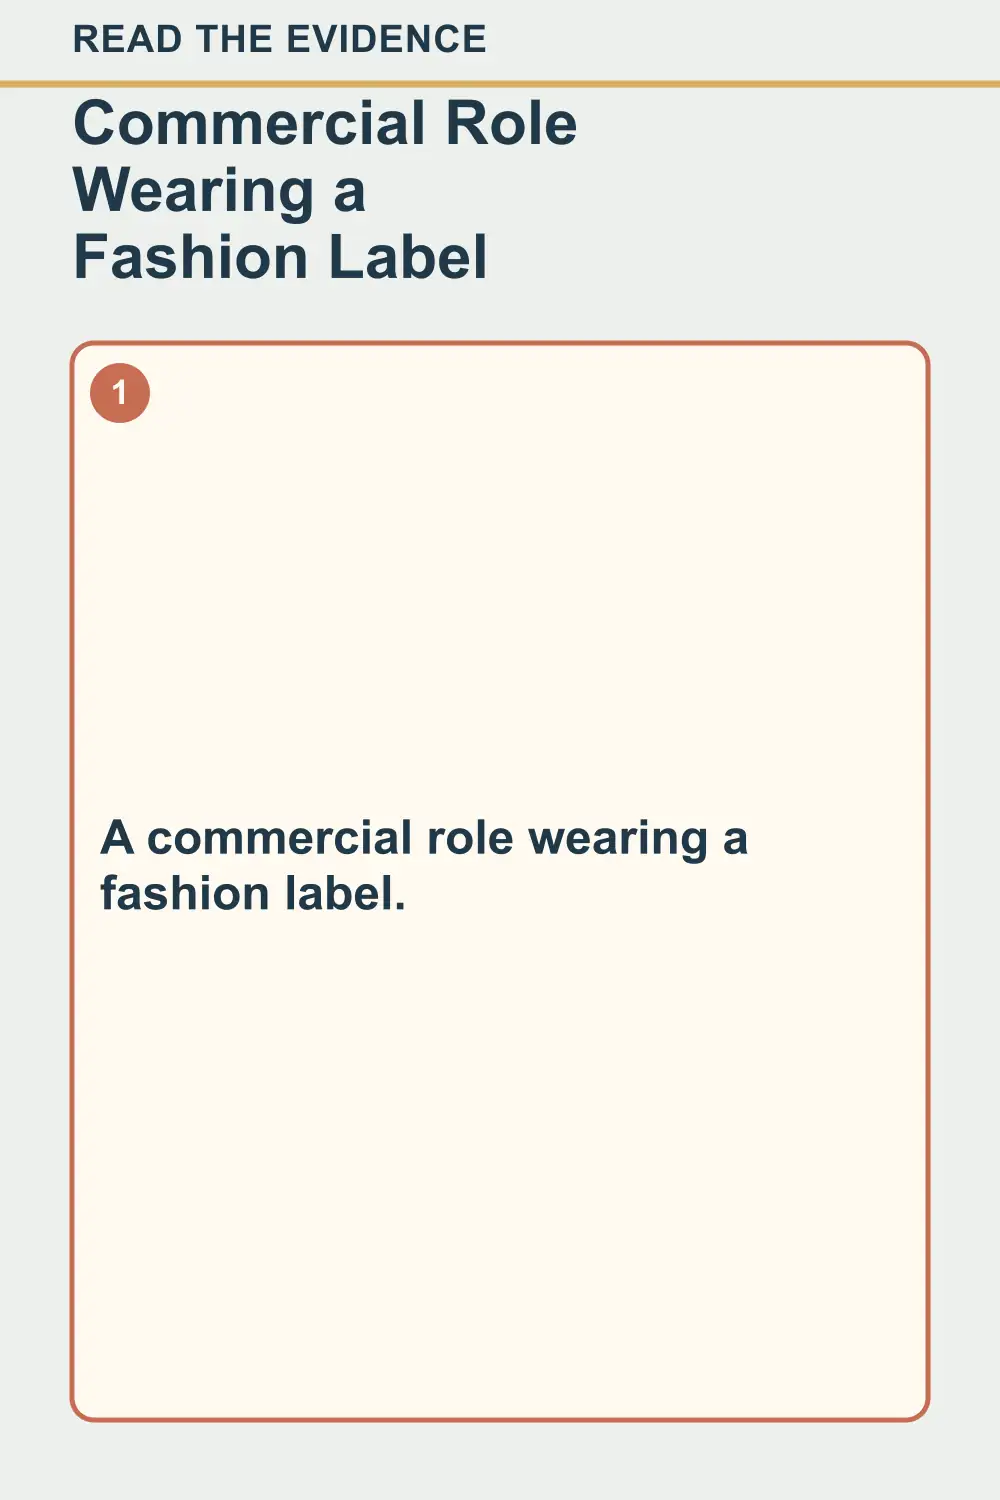 READ THE EVIDENCE
Commercial Role
Wearing a
Fashion Label
1
A commercial role wearing a
fashion label.